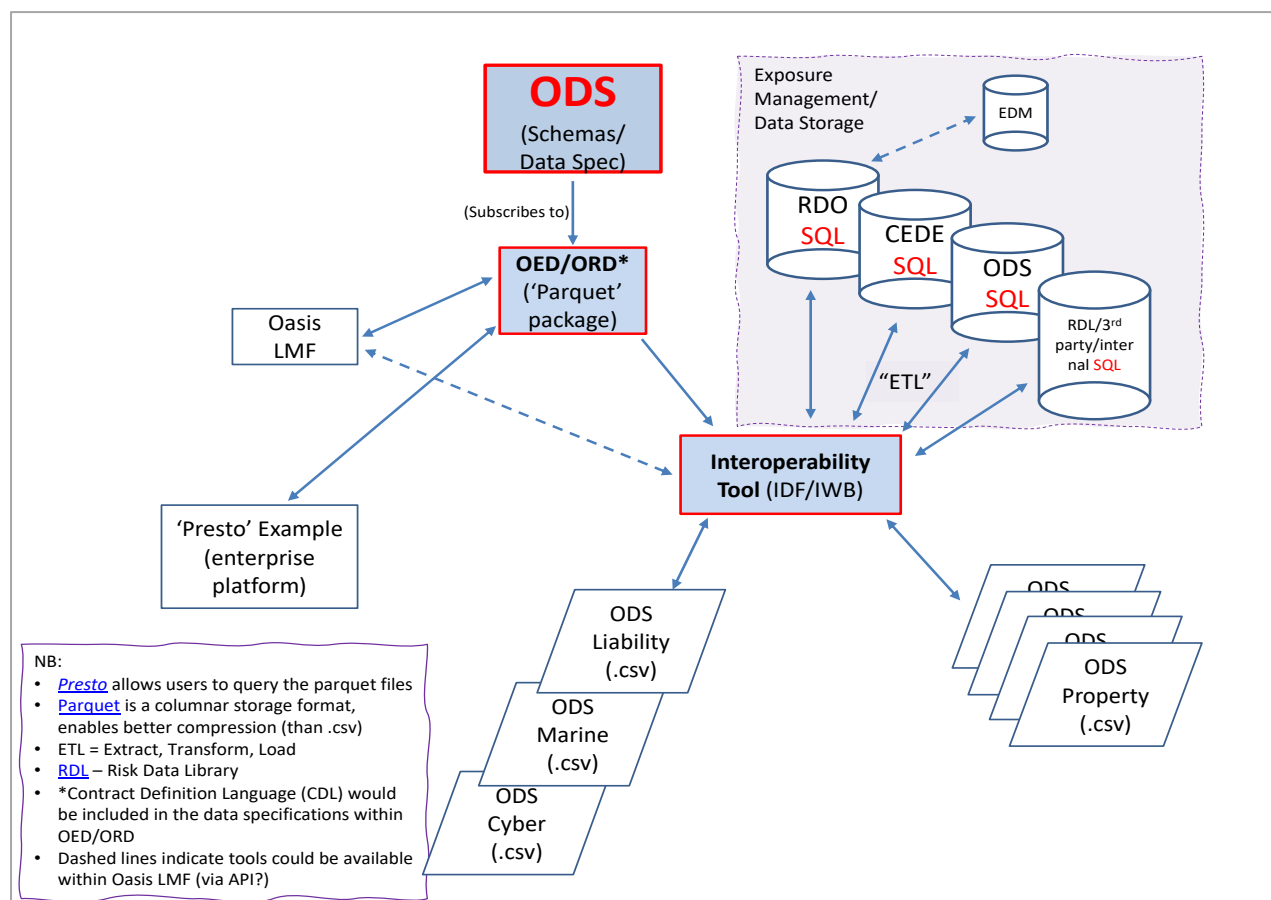 ODS
(Schemas/
Data Spec)
(Subscribes to)
OED/ORD*
('Parquet'
package)
Oasis
LMF
'Presto' Example
(enterprise
platform)
Exposure
Management/
Data Storage
EDM
RDO
SQL
CEDE
SQL
ODS
SQL
RDL/3rd
party/inter
nal SQL
"ETL"
Interoperability
Tool (IDF/IWB)
ODS
Liability
(.csv)
ODS
Marine
(.csv)
ODS
Cyber
(.csv)
ODS
ODS
ODS
ODS
Property
(.csv)
NB:
• Presto allows users to query the parquet files
• Parquet is a columnar storage format,
enables better compression (than .csv)
• ETL = Extract, Transform, Load
• RDL – Risk Data Library
• *Contract Definition Language (CDL) would
be included in the data specifications within
OED/ORD
• Dashed lines indicate tools could be available
within Oasis LMF (via API?)